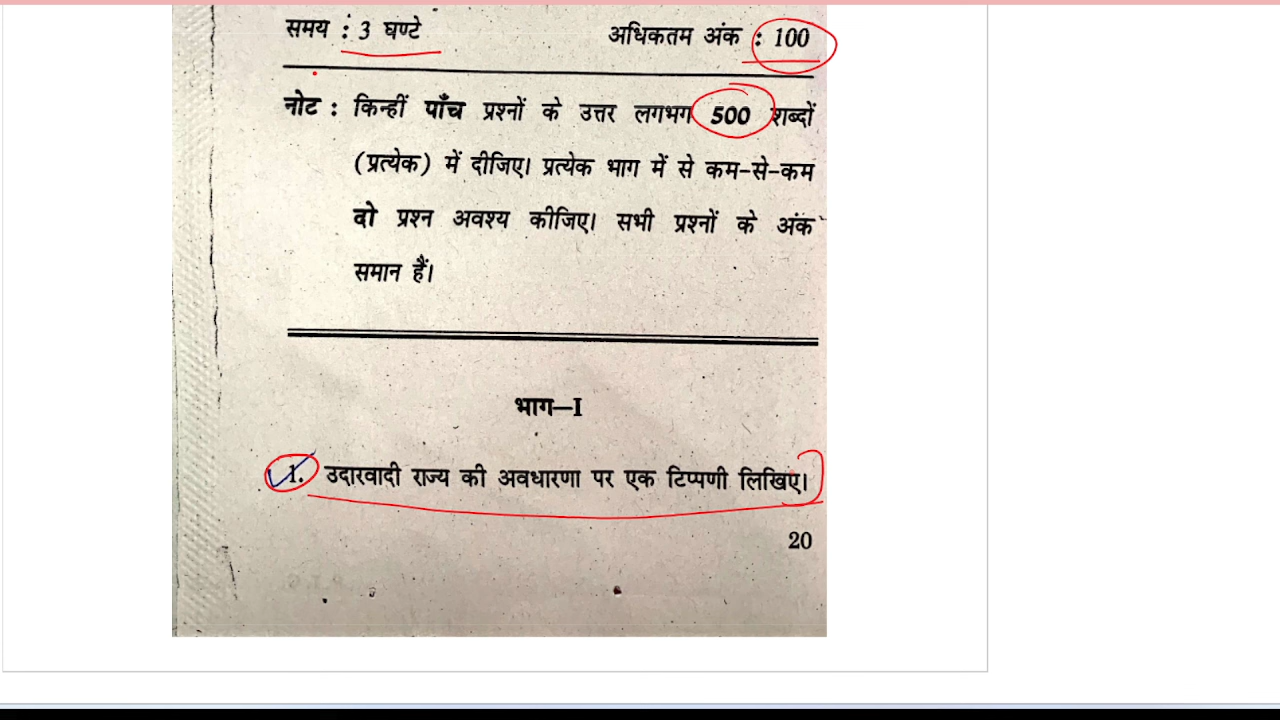 समय : 3 घण्टे अधिकतम अंक : 100
नोट : किन्हीं पाँच प्रश्नों के उत्तर लगभग 500 शब्दों
(प्रत्येक) में दीजिए। प्रत्येक भाग में से कम-से-कम
दो प्रश्न अवश्य कीजिए। सभी प्रश्नों के अंक
समान हैं।
भाग—I
1. उदारवादी राज्य की अवधारणा पर एक टिप्पणी लिखिए।
20